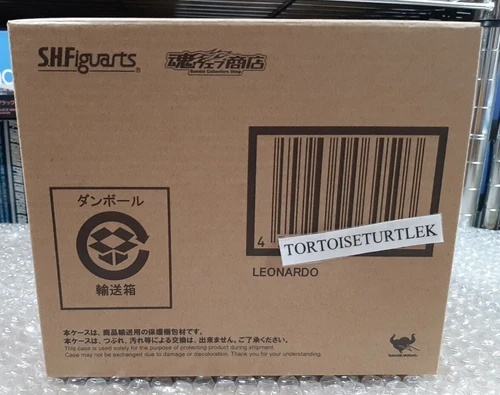 S.H.Figuarts
魂ウェブ商店
Bandai Collectors Shop
ダンボール
輸送箱
4
TORTOISETURTLEK
LEONARDO
本ケースは、商品輸送用の保護梱包材です。
本ケースは、つぶれ、汚れ等による交換は、出来ません。ご了承ください。
This case is used solely for the purpose of protecting product during shipment.
Case may not be exchanged due to damage or discoloration. Thank you for your understanding.